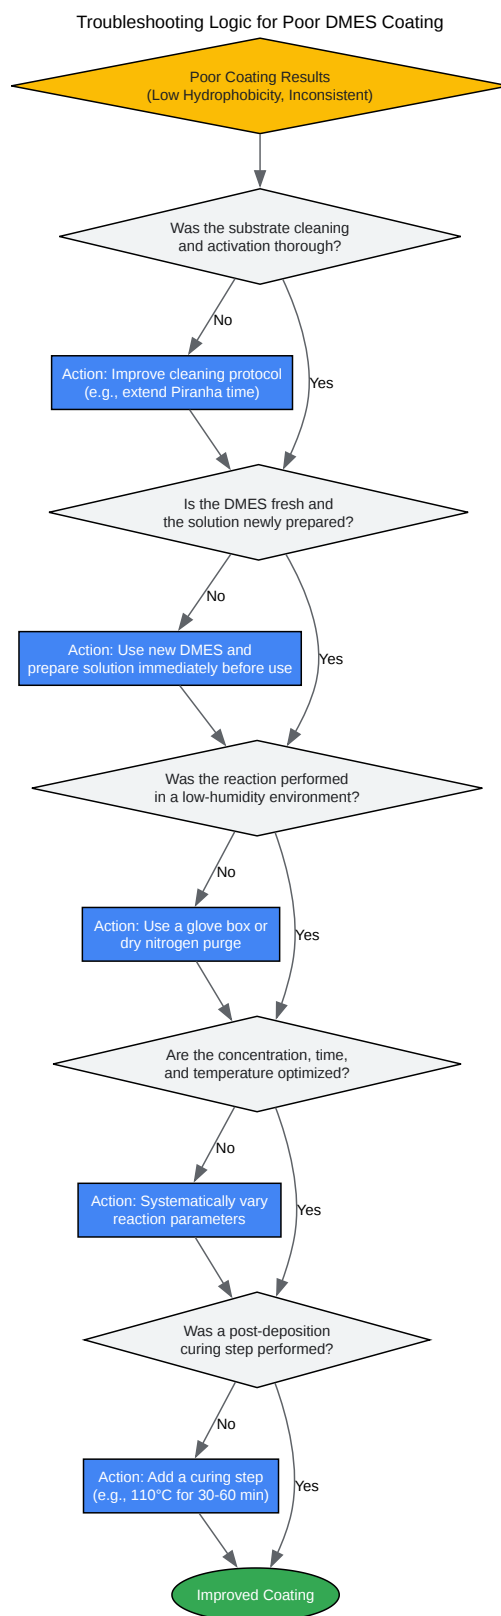 Troubleshooting Logic for Poor DMES Coating
Poor Coating Results
(Low Hydrophobicity, Inconsistent)
Was the substrate cleaning
and activation thorough?
No
Yes
Action: Improve cleaning protocol
(e.g., extend Piranha time)
Is the DMES fresh and
the solution newly prepared?
No
Yes
Action: Use new DMES and
prepare solution immediately before use
Was the reaction performed
in a low-humidity environment?
No
Yes
Action: Use a glove box or
dry nitrogen purge
Are the concentration, time,
and temperature optimized?
No
Yes
Action: Systematically vary
reaction parameters
Was a post-deposition
curing step performed?
No
Yes
Action: Add a curing step
(e.g., 110°C for 30-60 min)
Improved Coating